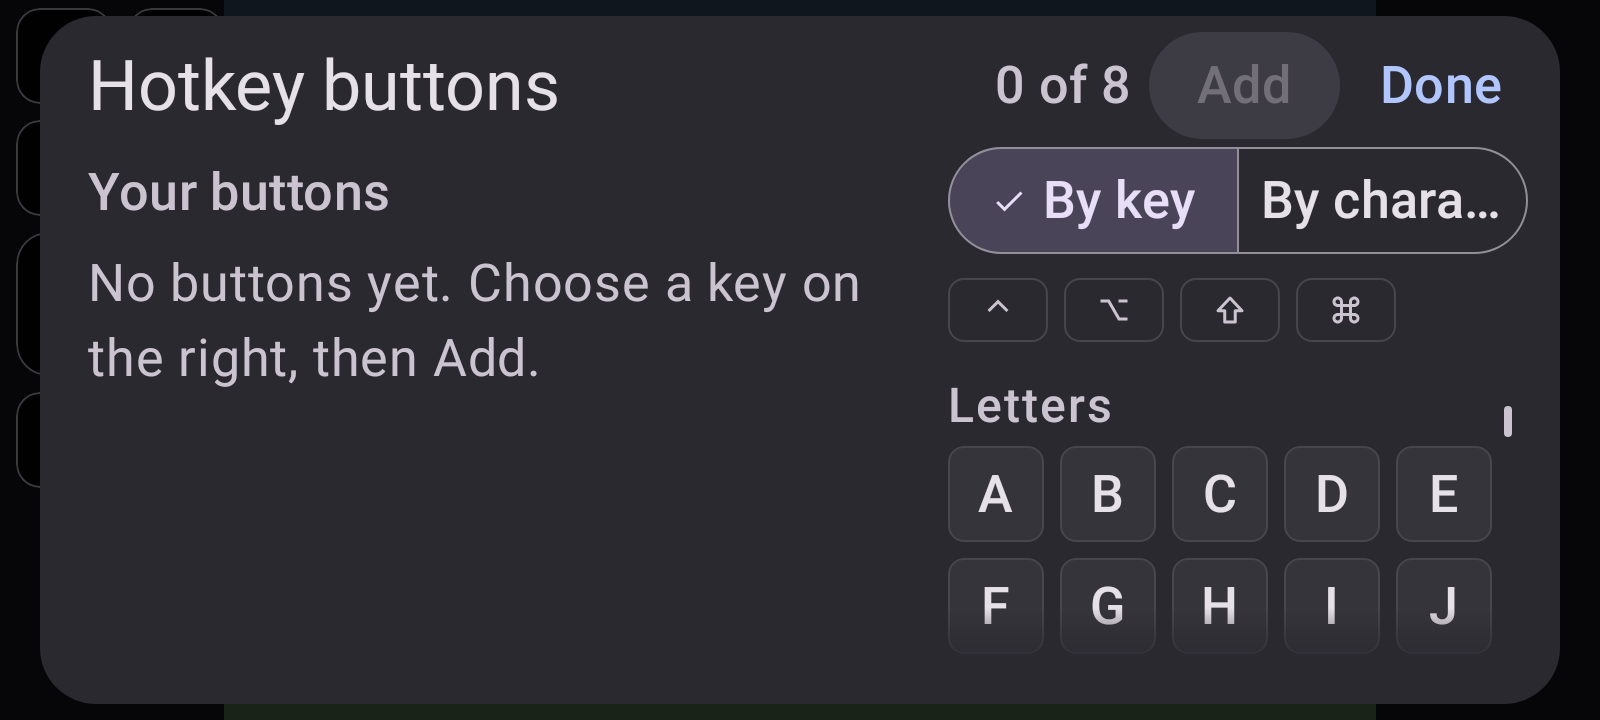 Hotkey buttons
0 of 8 Add Done
Your buttons
No buttons yet. Choose a key on
the right, then Add.
By key By chara…
^ ⌥ ⇧ ⌘
Letters
A B C D E
F G H I J